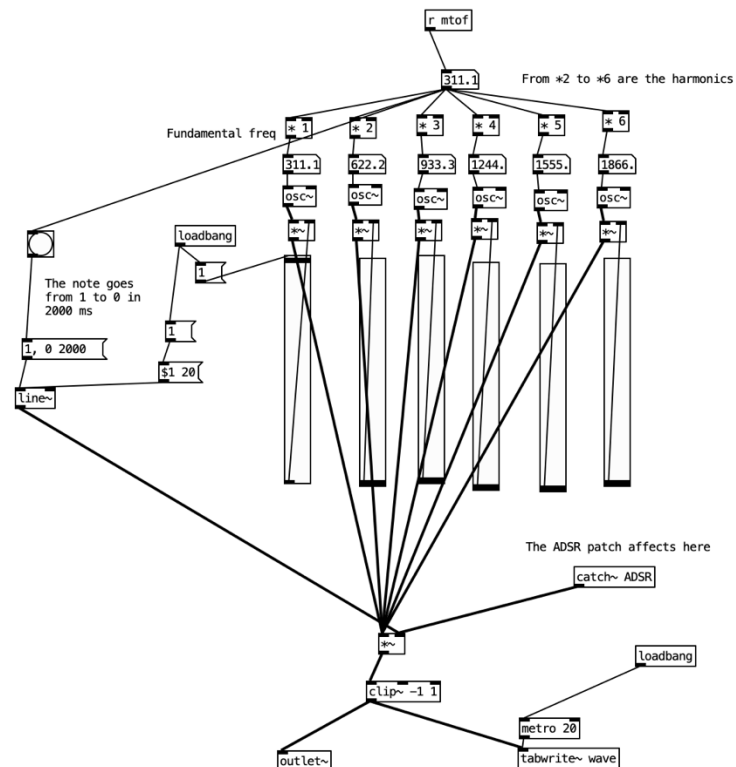 r mtof
311.1
From *2 to *6 are the harmonics
Fundamental freq
* 1
* 2
* 3
* 4
* 5
* 6
311.1
622.2
933.3
1244.
1555.
1866.
osc~
osc~
osc~
osc~
osc~
osc~
*~
*~
*~
*~
*~
*~
loadbang
1
The note goes
from 1 to 0 in
2000 ms
1
1, 0 2000
$1 20
line~
The ADSR patch affects here
catch~ ADSR
*~
loadbang
clip~ -1 1
metro 20
outlet~
tabwrite~ wave